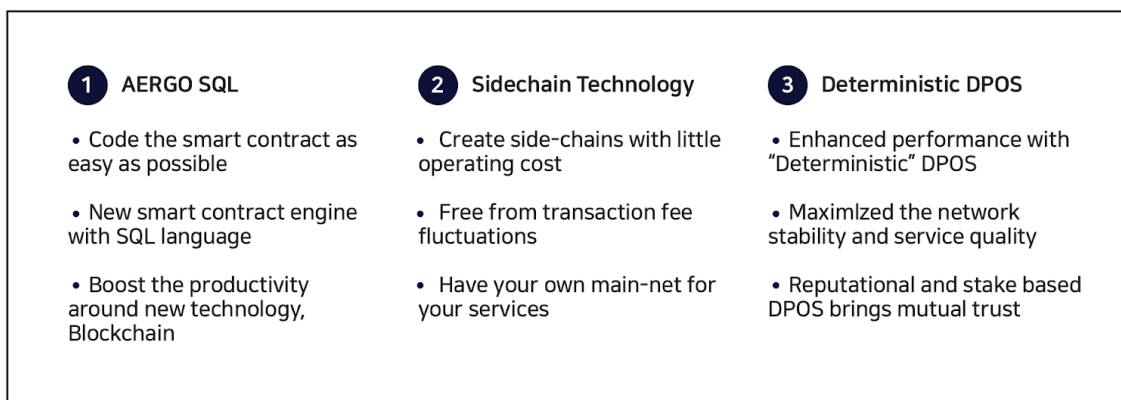 1 AERGO SQL
• Code the smart contract as
easy as possible
• New smart contract engine
with SQL language
• Boost the productivity
around new technology,
Blockchain
2 Sidechain Technology
• Create side-chains with little
operating cost
• Free from transaction fee
fluctuations
• Have your own main-net for
your services
3 Deterministic DPOS
• Enhanced performance with
“Deterministic” DPOS
• Maximlzed the network
stability and service quality
• Reputational and stake based
DPOS brings mutual trust